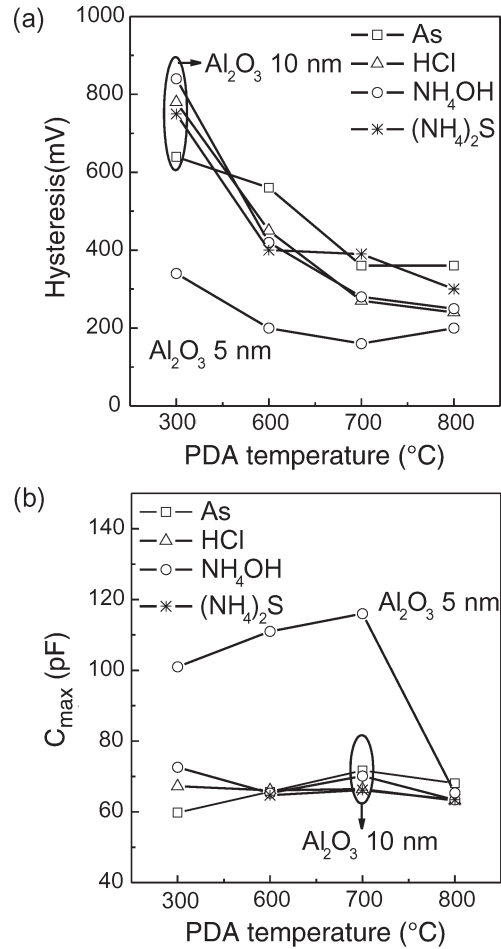 (a)
1000
800
600
400
200
0
Hysteresis(mV)
Al₂O₃ 10 nm
As
HCl
NH₄OH
(NH₄)₂S
Al₂O₃ 5 nm
300 600 700 800
PDA temperature (°C)
(b)
140
120
100
80
60
40
Cmax (pF)
As
HCl
NH₄OH
(NH₄)₂S
Al₂O₃ 5 nm
Al₂O₃ 10 nm
300 600 700 800
PDA temperature (°C)